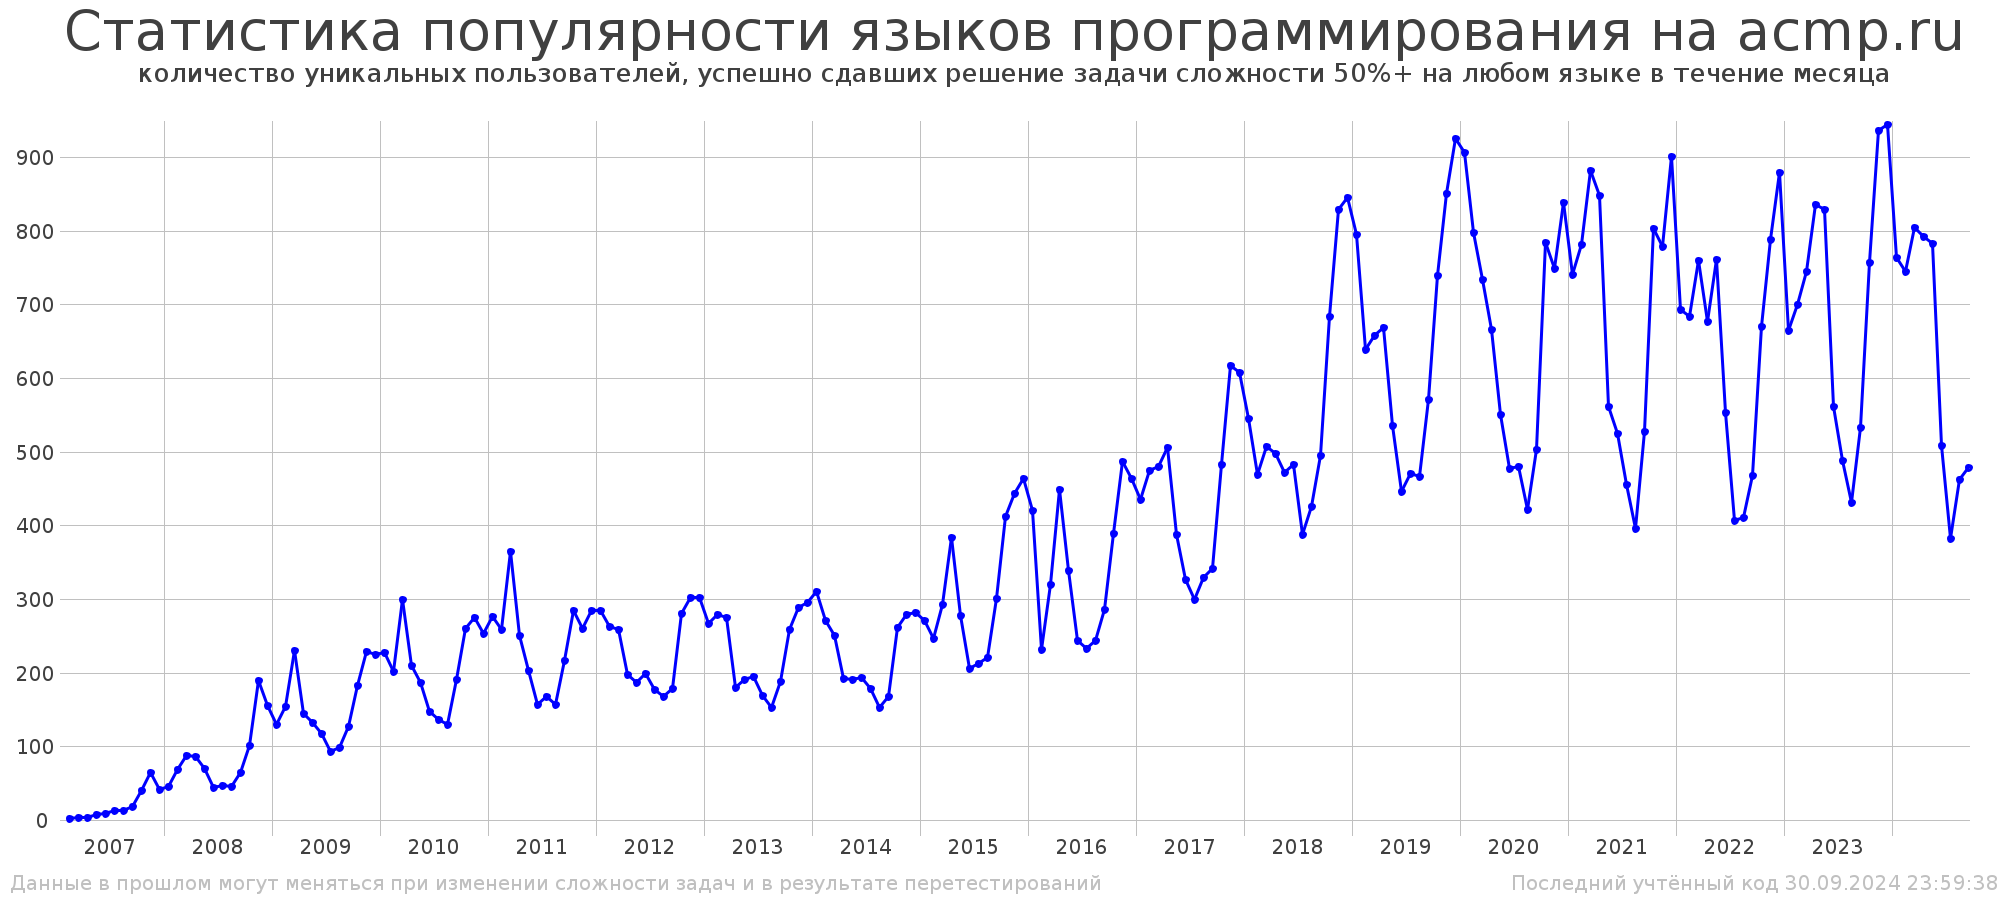 Статистика популярности языков программирования на acmp.ru
количество уникальных пользователей, успешно сдавших решение задачи сложности 50%+ на любом языке в течение месяца
900
800
700
600
500
400
300
200
100
0
2007 2008 2009 2010 2011 2012 2013 2014 2015 2016 2017 2018 2019 2020 2021 2022 2023
Данные в прошлом могут меняться при изменении сложности задач и в результате перетестирований
Последний учтённый код 30.09.2024 23:59:38